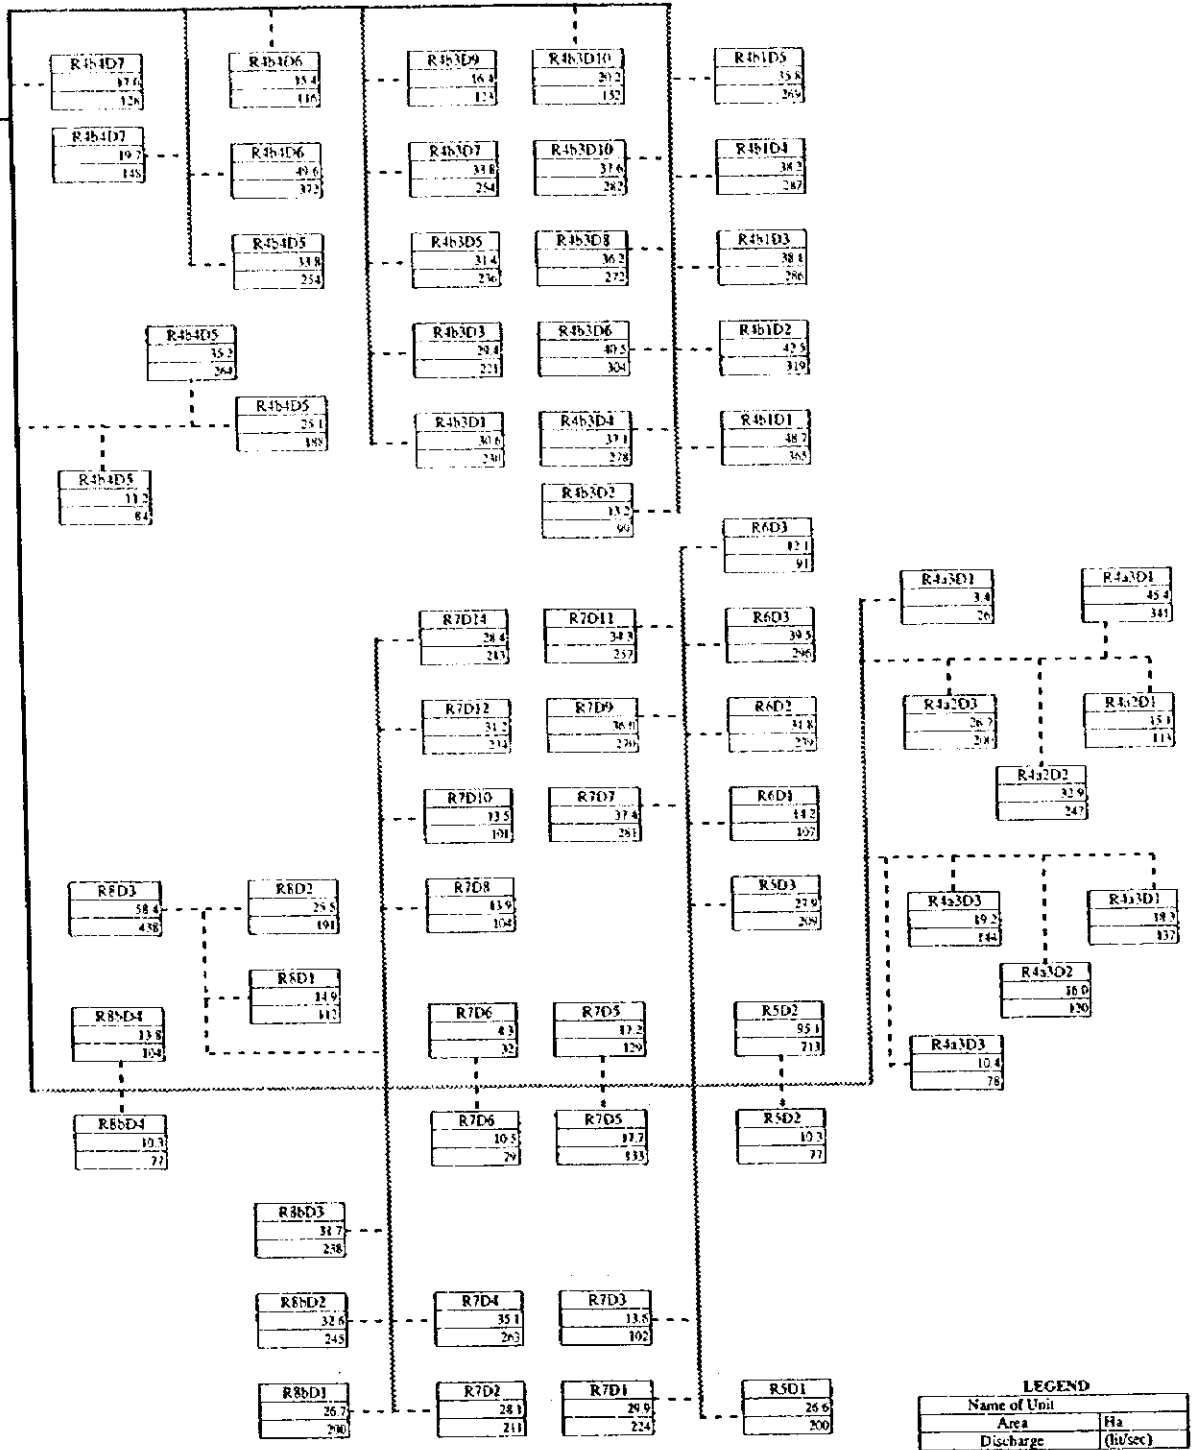 R4b4D7
17.0
128
R4b4D6
15.4
116
R4b3D9
16.4
123
R4b3D10
20.2
152
R4b1D5
35.8
269
R4b4D7
19.7
148
R4b4D6
49.6
372
R4b3D7
33.8
254
R4b3D10
37.6
282
R4b1D4
38.2
287
R4b4D5
33.8
254
R4b3D5
31.4
236
R4b3D8
36.2
272
R4b1D3
38.1
286
R4b4D5
35.2
264
R4b3D3
29.4
221
R4b3D6
40.5
304
R4b1D2
42.5
319
R4b4D5
25.1
188
R4b3D1
30.6
230
R4b3D4
37.1
278
R4b1D1
48.7
365
R4b4D5
11.2
84
R4b3D2
13.2
99
R6D3
12.1
91
R4a3D1
3.4
26
R4a3D1
45.4
341
R7D14
28.4
213
R7D11
34.3
257
R6D3
39.5
296
R7D12
31.2
234
R7D9
36.0
270
R6D2
31.8
239
R4a2D3
26.7
200
R4a2D1
15.1
113
R4a2D2
32.9
247
R7D10
13.5
101
R7D7
37.4
281
R6D1
14.2
107
R8D3
58.4
438
R8D2
25.5
191
R7D8
13.9
104
R5D3
27.9
209
R4a3D3
19.2
144
R4a3D1
18.3
137
R4a3D2
16.0
120
R8D1
14.9
112
R8bD4
13.8
104
R7D6
4.3
32
R7D5
17.2
129
R5D2
95.1
713
R4a3D3
10.4
78
R8bD4
10.3
77
R7D6
10.5
79
R7D5
17.7
133
R5D2
10.3
77
R8bD3
31.7
238
R8bD2
32.6
245
R7D4
35.1
263
R7D3
13.6
102
R8bD1
26.7
200
R7D2
28.1
211
R7D1
29.9
224
R5D1
26.6
200
LEGEND
Name of Unit
Area Ha
Discharge (lit/sec)